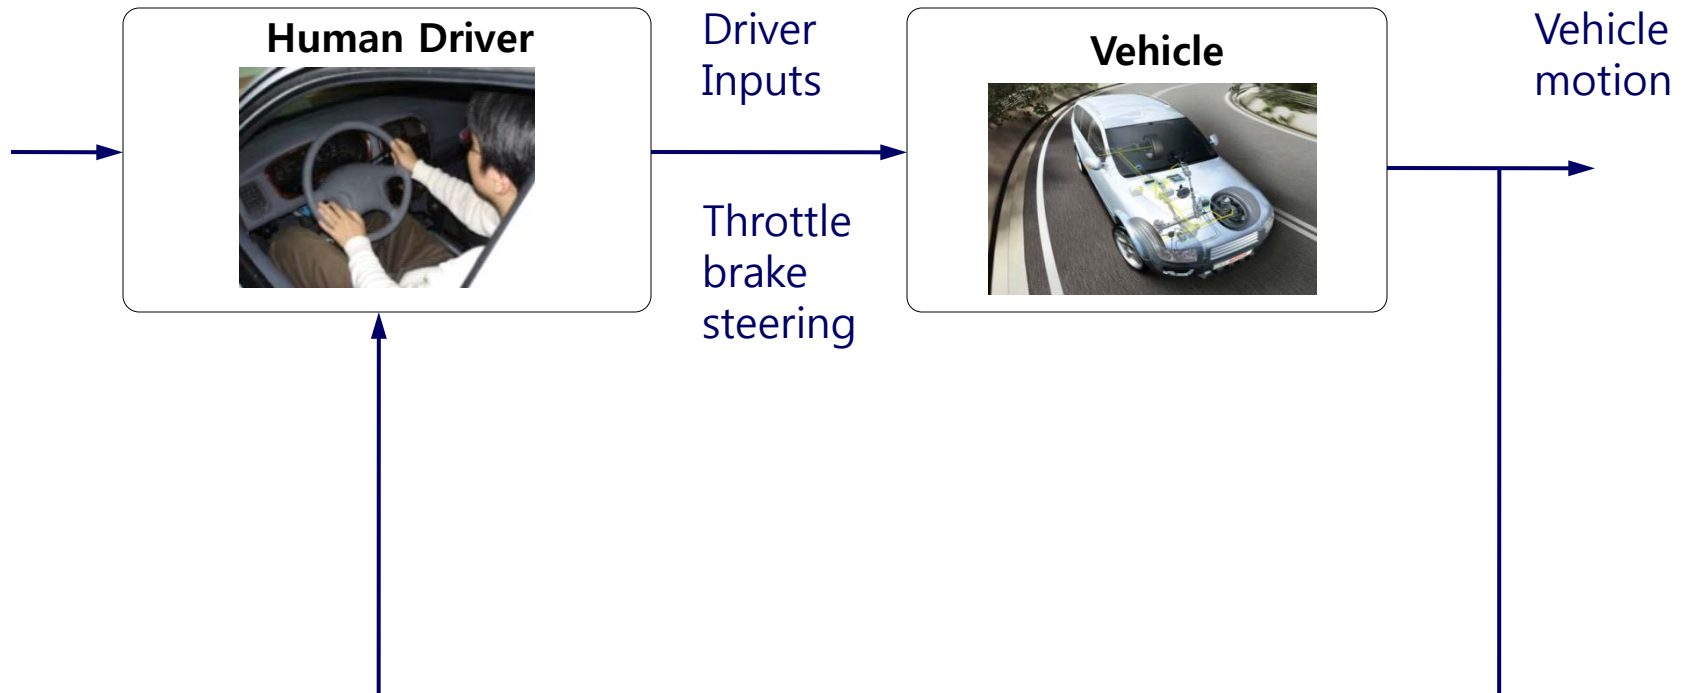 Human Driver
Driver
Inputs
Vehicle
Vehicle
motion
Throttle
brake
steering